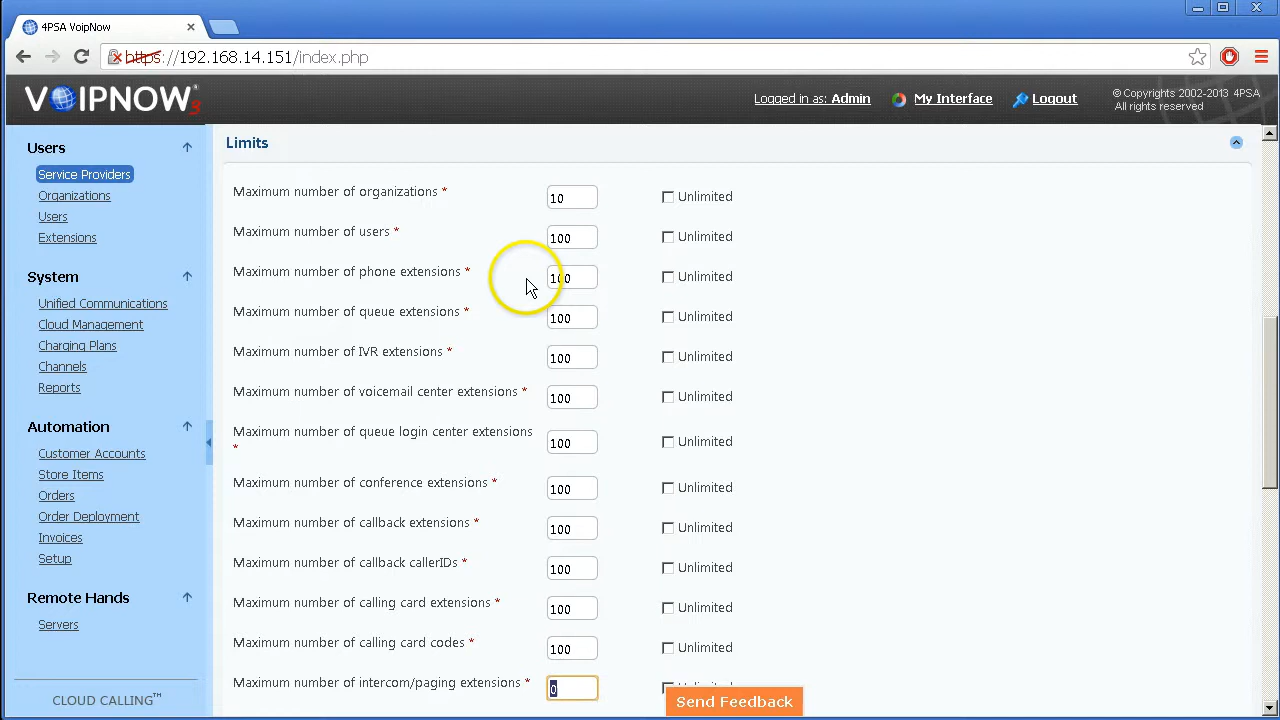 4PSA VoipNow
https://192.168.14.151/index.php
VOIPNOW® 3
Logged in as: Admin
My Interface
Logout
© Copyrights 2002-2013 4PSA.
All rights reserved
Users
Service Providers
Organizations
Users
Extensions
System
Unified Communications
Cloud Management
Charging Plans
Channels
Reports
Automation
Customer Accounts
Store Items
Orders
Order Deployment
Invoices
Setup
Remote Hands
Servers
CLOUD CALLING™
Limits
Maximum number of organizations * 10 Unlimited
Maximum number of users * 100 Unlimited
Maximum number of phone extensions * 100 Unlimited
Maximum number of queue extensions * 100 Unlimited
Maximum number of IVR extensions * 100 Unlimited
Maximum number of voicemail center extensions * 100 Unlimited
Maximum number of queue login center extensions
* 100 Unlimited
Maximum number of conference extensions * 100 Unlimited
Maximum number of callback extensions * 100 Unlimited
Maximum number of callback callerIDs * 100 Unlimited
Maximum number of calling card extensions * 100 Unlimited
Maximum number of calling card codes * 100 Unlimited
Maximum number of intercom/paging extensions * 0
Send Feedback